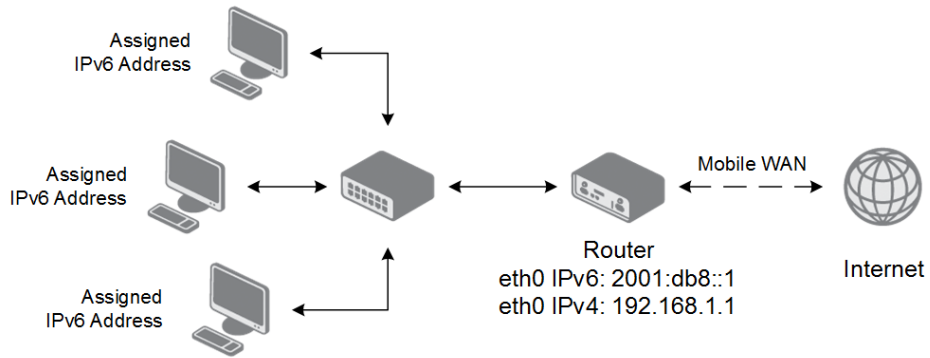 Assigned
IPv6 Address
Assigned
IPv6 Address
Assigned
IPv6 Address
Mobile WAN
Router
eth0 IPv6: 2001:db8::1
eth0 IPv4: 192.168.1.1
Internet